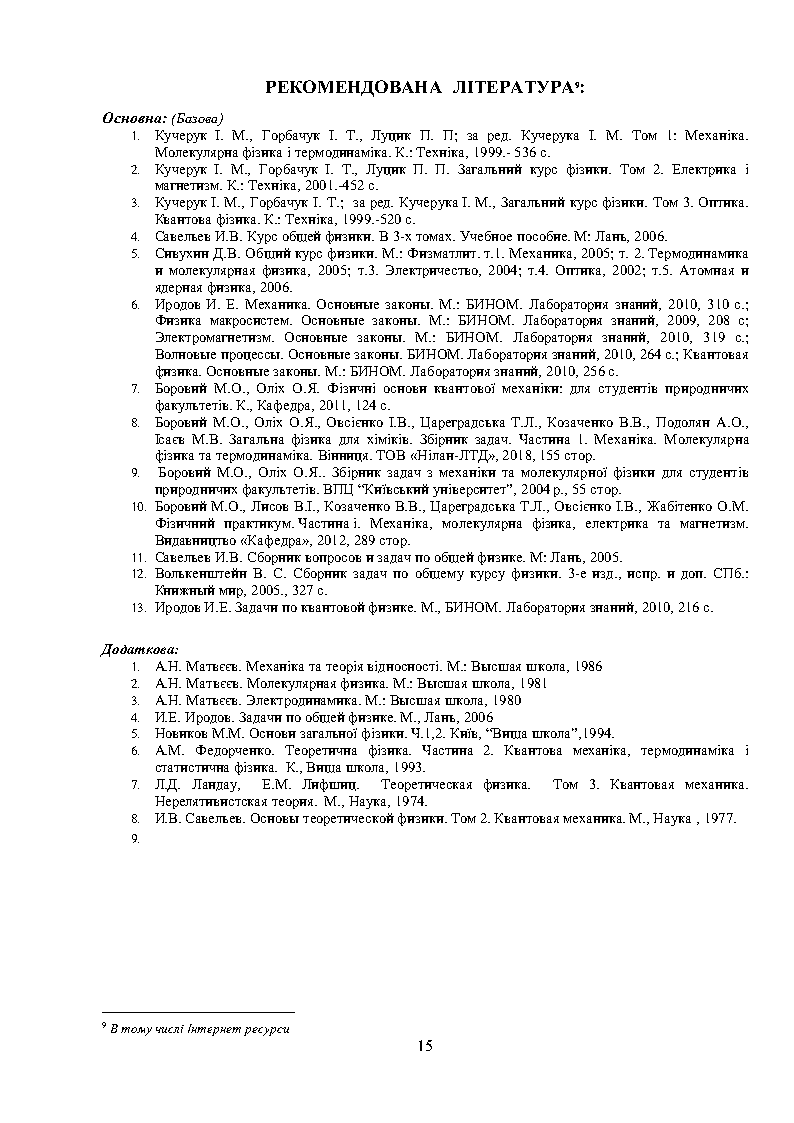 РЕКОМЕНДОВАНА ЛІТЕРАТУРА⁹:
Основна: (Базова)
1. Кучерук І. М., Горбачук І. Т., Луцик П. П; за ред. Кучерука І. М. Том 1: Механіка.
Молекулярна фізика і термодинаміка. К.: Техніка, 1999.- 536 с.
2. Кучерук І. М., Горбачук І. Т., Луцик П. П. Загальний курс фізики. Том 2. Електрика і
магнетизм. К.: Техніка, 2001.-452 с.
3. Кучерук І. М., Горбачук І. Т.; за ред. Кучерука І. М., Загальний курс фізики. Том 3. Оптика.
Квантова фізика. К.: Техніка, 1999.-520 с.
4. Савельев И.В. Курс общей физики. В 3-х томах. Учебное пособие. М: Лань, 2006.
5. Сивухин Д.В. Общий курс физики. М.: Физматлит. т.1. Механика, 2005; т. 2. Термодинамика
и молекулярная физика, 2005; т.3. Электричество, 2004; т.4. Оптика, 2002; т.5. Атомная и
ядерная физика, 2006.
6. Иродов И. Е. Механика. Основные законы. М.: БИНОМ. Лаборатория знаний, 2010, 310 с.;
Физика макросистем. Основные законы. М.: БИНОМ. Лаборатория знаний, 2009, 208 с;
Электромагнетизм. Основные законы. М.: БИНОМ. Лаборатория знаний, 2010, 319 с.;
Волновые процессы. Основные законы. БИНОМ. Лаборатория знаний, 2010, 264 с.; Квантовая
физика. Основные законы. М.: БИНОМ. Лаборатория знаний, 2010, 256 с.
7. Боровий М.О., Оліх О.Я. Фізичні основи квантової механіки: для студентів природничих
факультетів. К., Кафедра, 2011, 124 с.
8. Боровий М.О., Оліх О.Я., Овсієнко І.В., Цареградська Т.Л., Козаченко В.В., Подолян А.О.,
Ісаєв М.В. Загальна фізика для хіміків. Збірник задач. Частина 1. Механіка. Молекулярна
фізика та термодинаміка. Вінниця. ТОВ «Нілан-ЛТД», 2018, 155 стор.
9. Боровий М.О., Оліх О.Я.. Збірник задач з механіки та молекулярної фізики для студентів
природничих факультетів. ВПЦ “Київський університет”, 2004 р., 55 стор.
10. Боровий М.О., Лисов В.І., Козаченко В.В., Цареградська Т.Л., Овсієнко І.В., Жабітенко О.М.
Фізичний практикум. Частина і. Механіка, молекулярна фізика, електрика та магнетизм.
Видавництво «Кафедра», 2012, 289 стор.
11. Савельев И.В. Сборник вопросов и задач по общей физике. М: Лань, 2005.
12. Волькенштейн В. С. Сборник задач по общему курсу физики. 3-е изд., испр. и доп. СПб.:
Книжный мир, 2005., 327 с.
13. Иродов И.Е. Задачи по квантовой физике. М., БИНОМ. Лаборатория знаний, 2010, 216 с.
Додаткова:
1. А.Н. Матвєєв. Механіка та теорія відносності. М.: Высшая школа, 1986
2. А.Н. Матвєєв. Молекулярная физика. М.: Высшая школа, 1981
3. А.Н. Матвєєв. Электродинамика. М.: Высшая школа, 1980
4. И.Е. Иродов. Задачи по общей физике. М., Лань, 2006
5. Новиков М.М. Основи загальної фізики. Ч.1,2. Київ, “Вища школа”,1994.
6. А.М. Федорченко. Теоретична фізика. Частина 2. Квантова механіка, термодинаміка і
статистична фізика. К., Вища школа, 1993.
7. Л.Д. Ландау, Е.М. Лифшиц. Теоретическая физика. Том 3. Квантовая механика.
Нерелятивистская теория. М., Наука, 1974.
8. И.В. Савельев. Основы теоретической физики. Том 2. Квантовая механика. М., Наука , 1977.
9.
⁹ В тому числі Інтернет ресурси
15